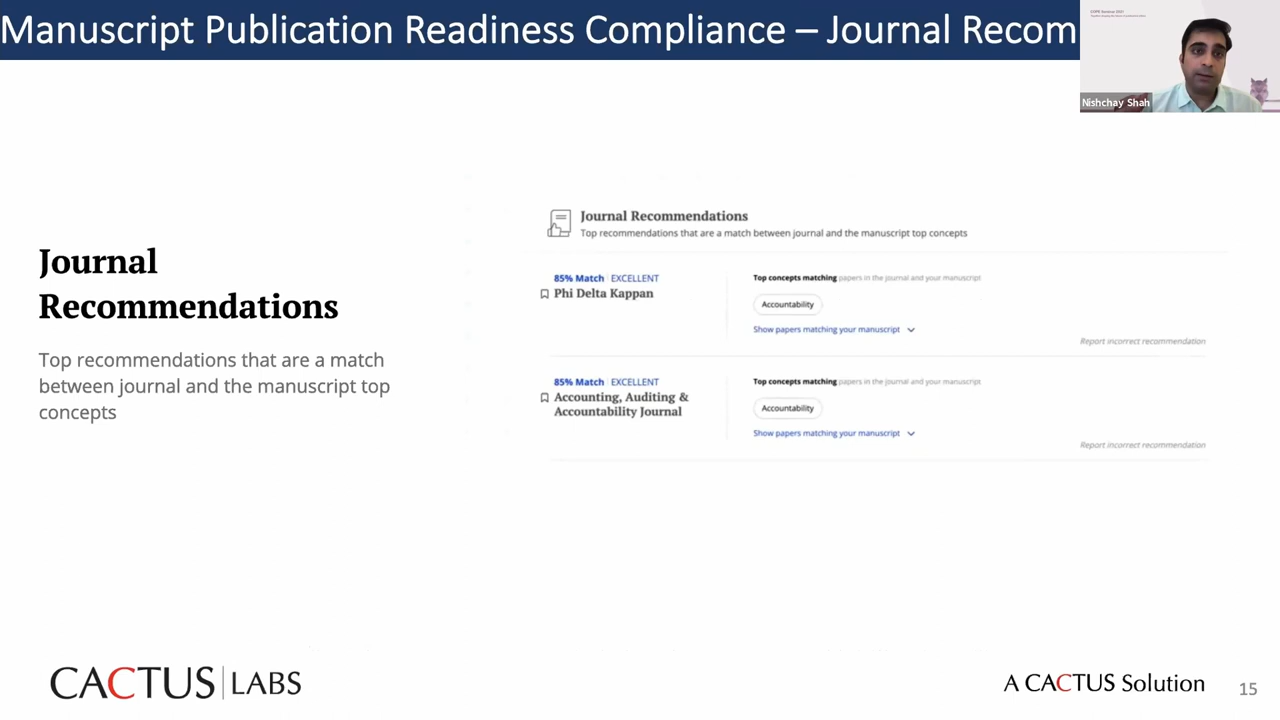 Manuscript Publication Readiness Compliance – Journal Recom
COPE Seminar 2021
Nishchay Shah
Journal
Recommendations
Top recommendations that are a match
between journal and the manuscript top
concepts
Journal Recommendations
Top recommendations that are a match between journal and the manuscript top concepts
85% Match EXCELLENT
Phi Delta Kappan
Top concepts matching papers in the journal and your manuscript
Accountability
Show papers matching your manuscript
Report incorrect recommendation
85% Match EXCELLENT
Accounting, Auditing &
Accountability Journal
Top concepts matching papers in the journal and your manuscript
Accountability
Show papers matching your manuscript
Report incorrect recommendation
CACTUS LABS
A CACTUS Solution
15